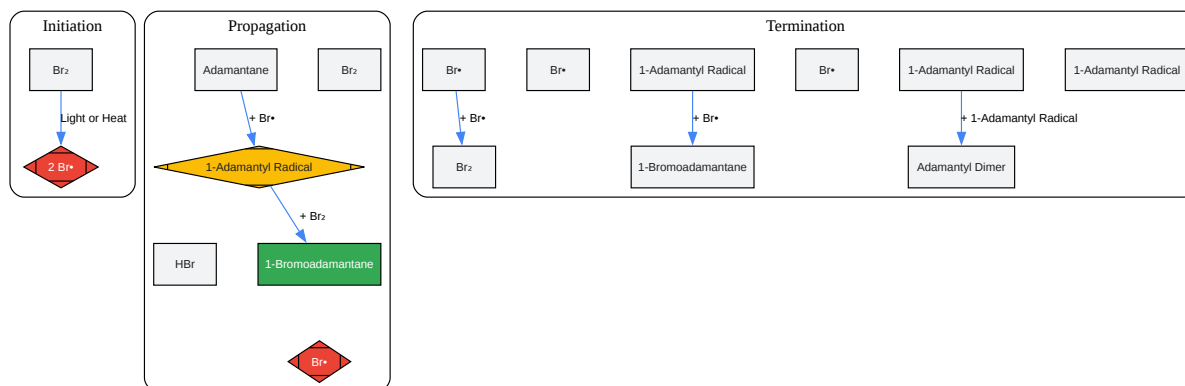 Initiation
Br₂
Light or Heat
2 Br•
Propagation
Adamantane
Br₂
+ Br•
1-Adamantyl Radical
+ Br₂
HBr
1-Bromoadamantane
Br•
Termination
Br•
Br•
1-Adamantyl Radical
Br•
1-Adamantyl Radical
1-Adamantyl Radical
+ Br•
+ Br•
+ 1-Adamantyl Radical
Br₂
1-Bromoadamantane
Adamantyl Dimer